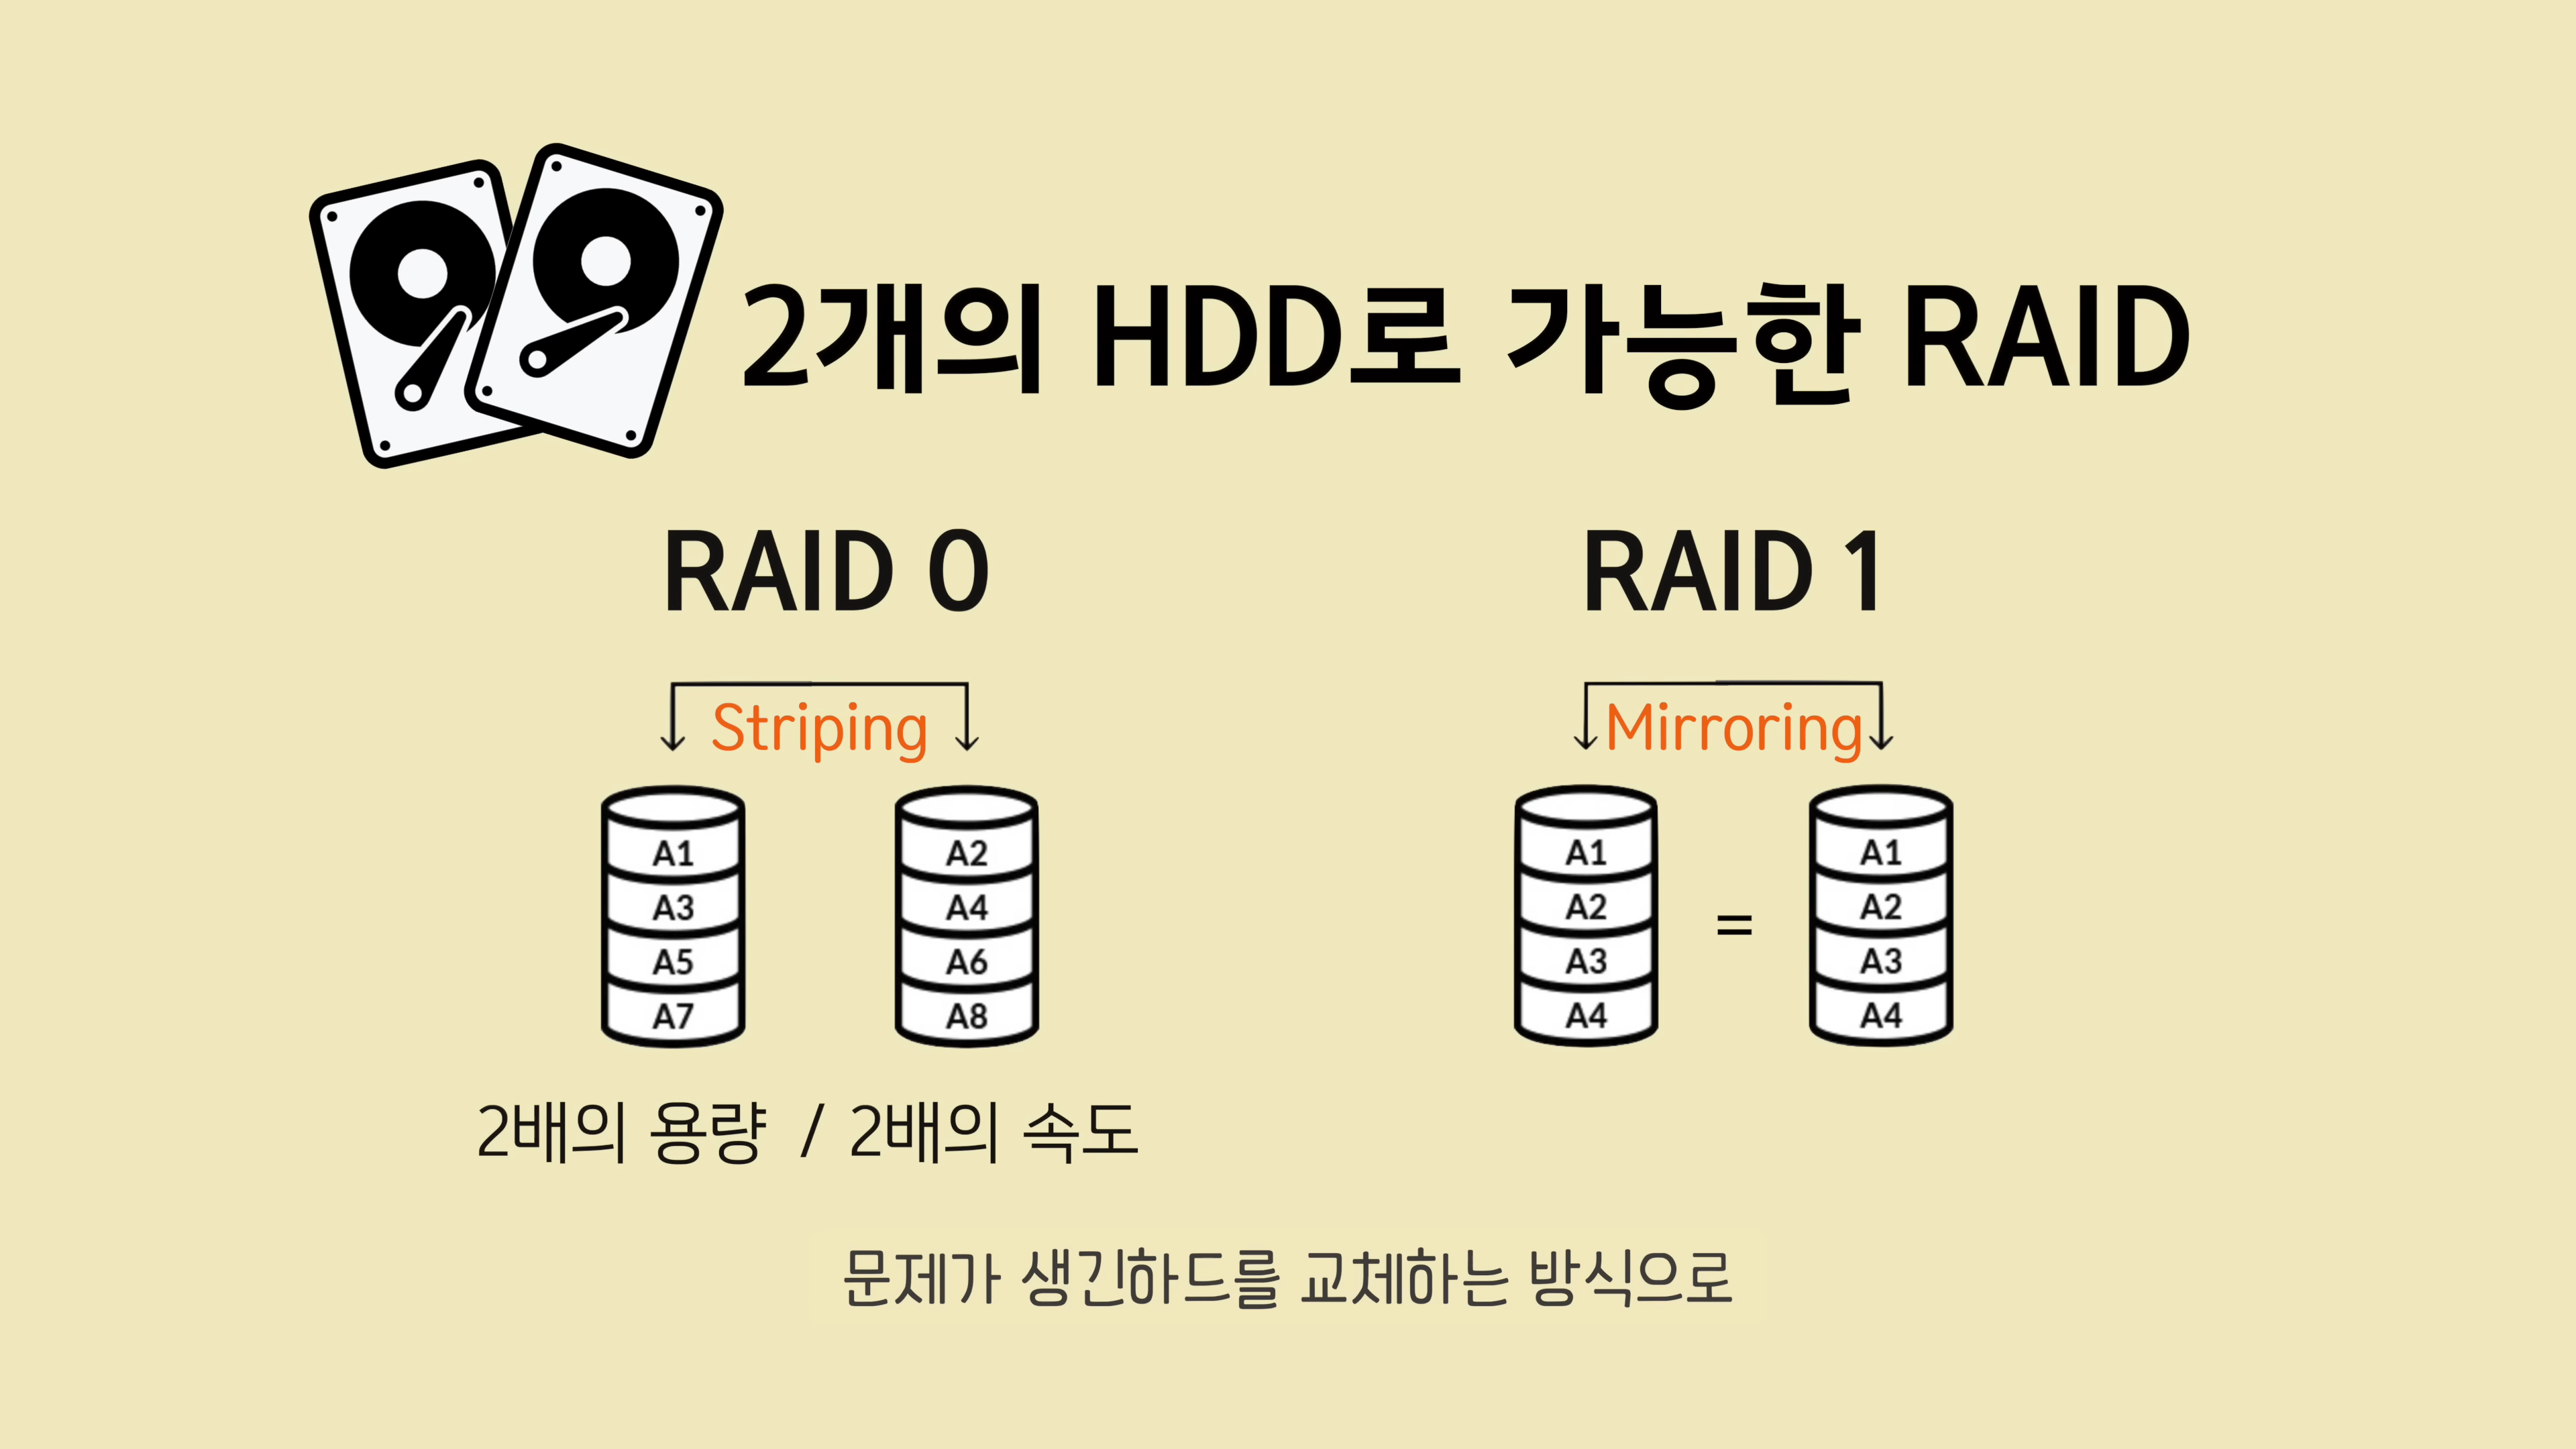 2개의 HDD로 가능한 RAID
RAID 0
Striping
A1
A3
A5
A7
A2
A4
A6
A8
2배의 용량 / 2배의 속도
RAID 1
Mirroring
A1
A2
A3
A4
=
A1
A2
A3
A4
문제가 생긴하드를 교체하는 방식으로